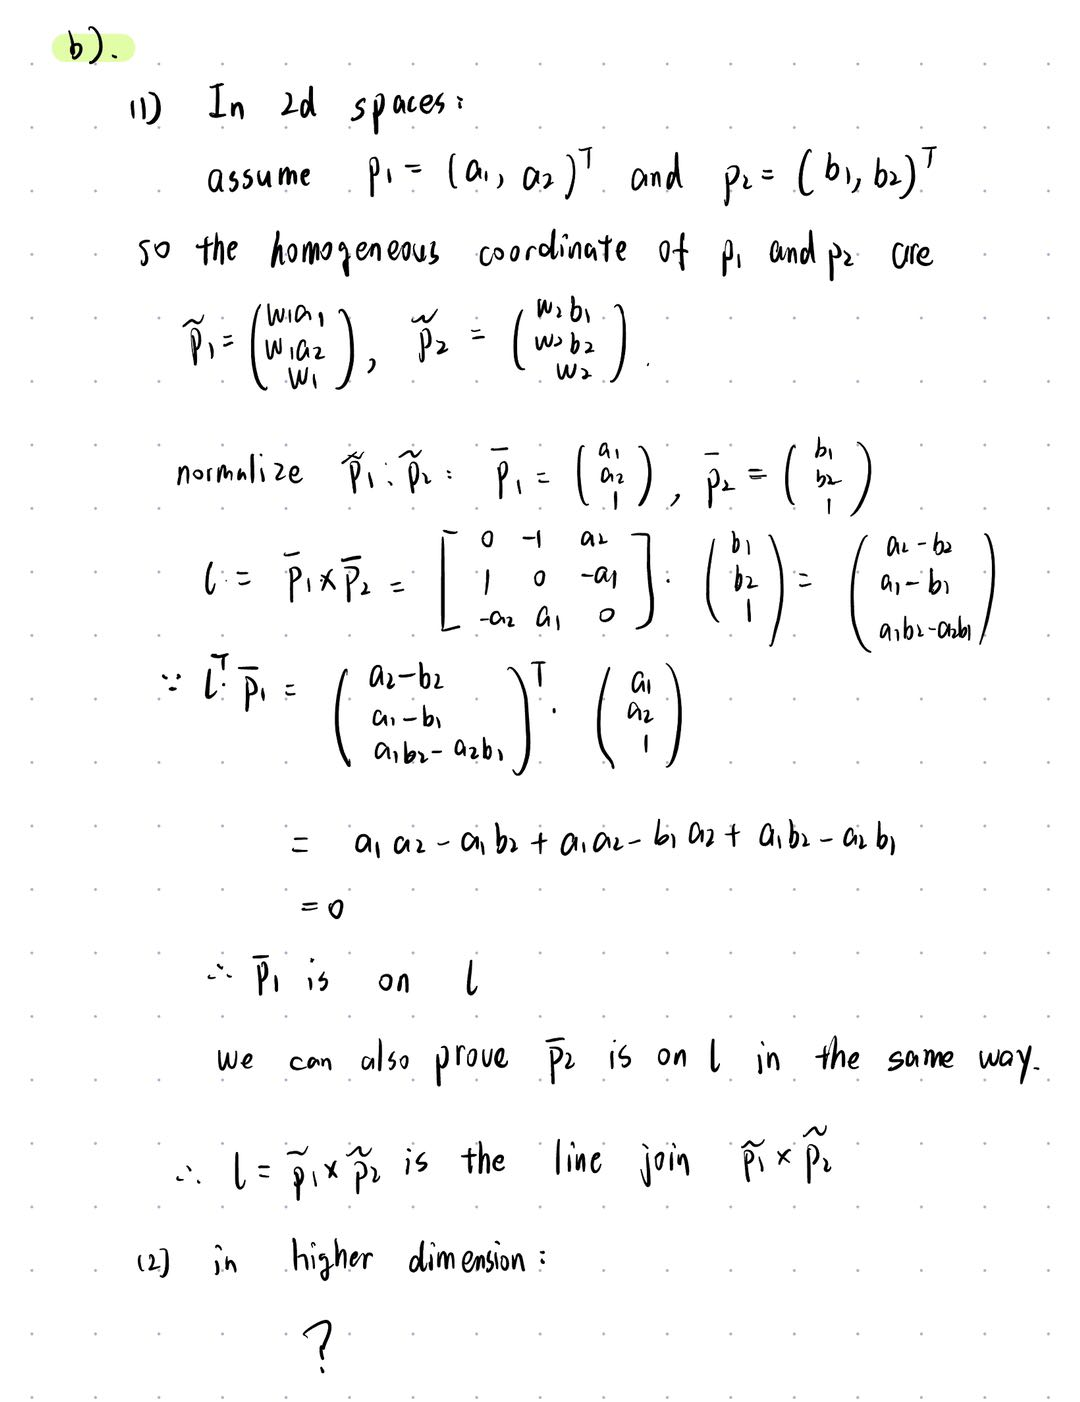 b).
(1) In 2d spaces:
assume p₁ = (a₁, a₂)ᵀ and p₂ = (b₁, b₂)ᵀ
so the homogeneous coordinate of p₁ and p₂ are
p̃₁ = (w₁a₁ w₁a₂ w₁), p̃₂ = (w₂b₁ w₂b₂ w₂).
normalize p̃₁ : p̃₂ : p̄₁ = (a₁ a₂ 1), p̄₂ = (b₁ b₂ 1)
l = p̄₁ × p̄₂ = [0 -1 a₂ 1 0 -a₁ -a₂ a₁ 0] · (b₁ b₂ 1) = (a₂-b₂ a₁-b₁ a₁b₂-a₂b₁)
∵ lᵀ· p̄₁ = (a₂-b₂ a₁-b₁ a₁b₂-a₂b₁)ᵀ · (a₁ a₂ 1)
= a₁a₂ - a₁b₂ + a₁a₂ - b₁a₂ + a₁b₂ - a₂b₁
= 0
∴ p̄₁ is on l
we can also prove p̄₂ is on l in the same way.
∴ l = p̃₁ × p̃₂ is the line join p̃₁ × p̃₂
(2) in higher dimension:
?